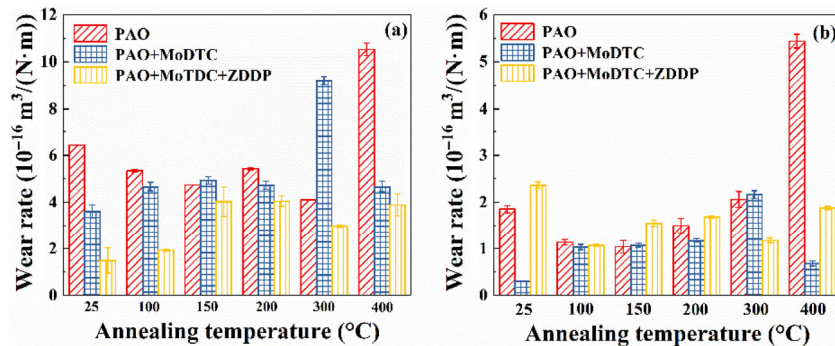 (a)
PAO
PAO+MoDTC
PAO+MoTDC+ZDDP
Wear rate (10⁻¹⁶ m³/(N·m))
12
10
8
6
4
2
0
25 100 150 200 300 400
Annealing temperature (°C)
(b)
PAO
PAO+MoDTC
PAO+MoDTC+ZDDP
Wear rate (10⁻¹⁶ m³/(N·m))
6
5
4
3
2
1
0
25 100 150 200 300 400
Annealing temperature (°C)